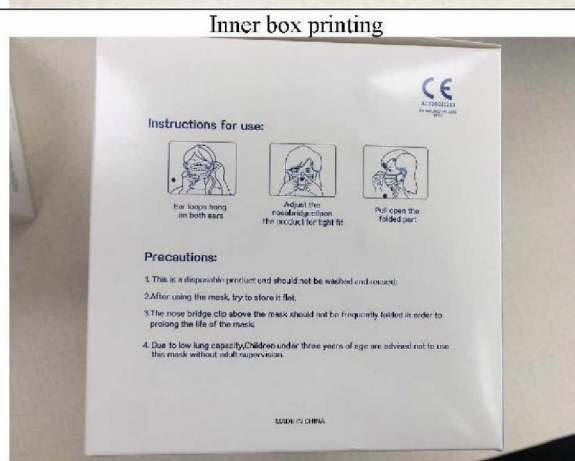 Inner box printing
CE
Instructions for use:
Ear loops hang
on both ears
Adjust the
the product for tight fit
Pull open the
folded part
Precautions:
1. This is a disposable product and should not be washed and reused;
2.After using the mask, try to store it flat;
3.The nose bridge clip above the mask should not be frequently folded in order to
prolong the life of the mask;
4. Due to low lung capacity,Children under three years of age are advised not to use
this mask without adult supervision.
MADE IN CHINA